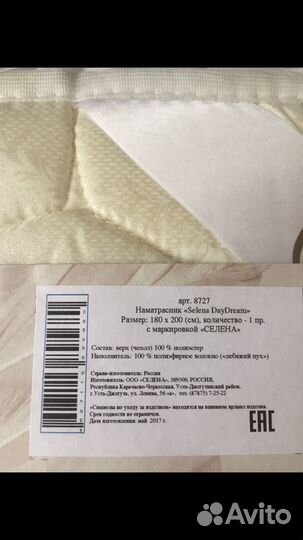 арт. 8727
Наматрасник «Selena DayDream»
Размер: 180 х 200 (см), количество - 1 пр.
с маркировкой «СЕЛЕНА»
Состав: верх (чехол) 100 % полиэстер
Наполнитель: 100 % полиэфирное волокно («лебяжий пух»)
Страна-изготовитель: Россия
Изготовитель: ООО «СЕЛЕНА», 369300, РОССИЯ,
Республика Карачаево-Черкесская, Усть-Джегутинский район,
г.Усть-Джегута, ул. Ленина, 56 «а», тел. (87875) 7-25-22
«Символы по уходу за изделием» находятся на вшивном ярлыке изделия.
Срок годности не ограничен.
Дата изготовления: май 2017 г.
ЕАС
Avito